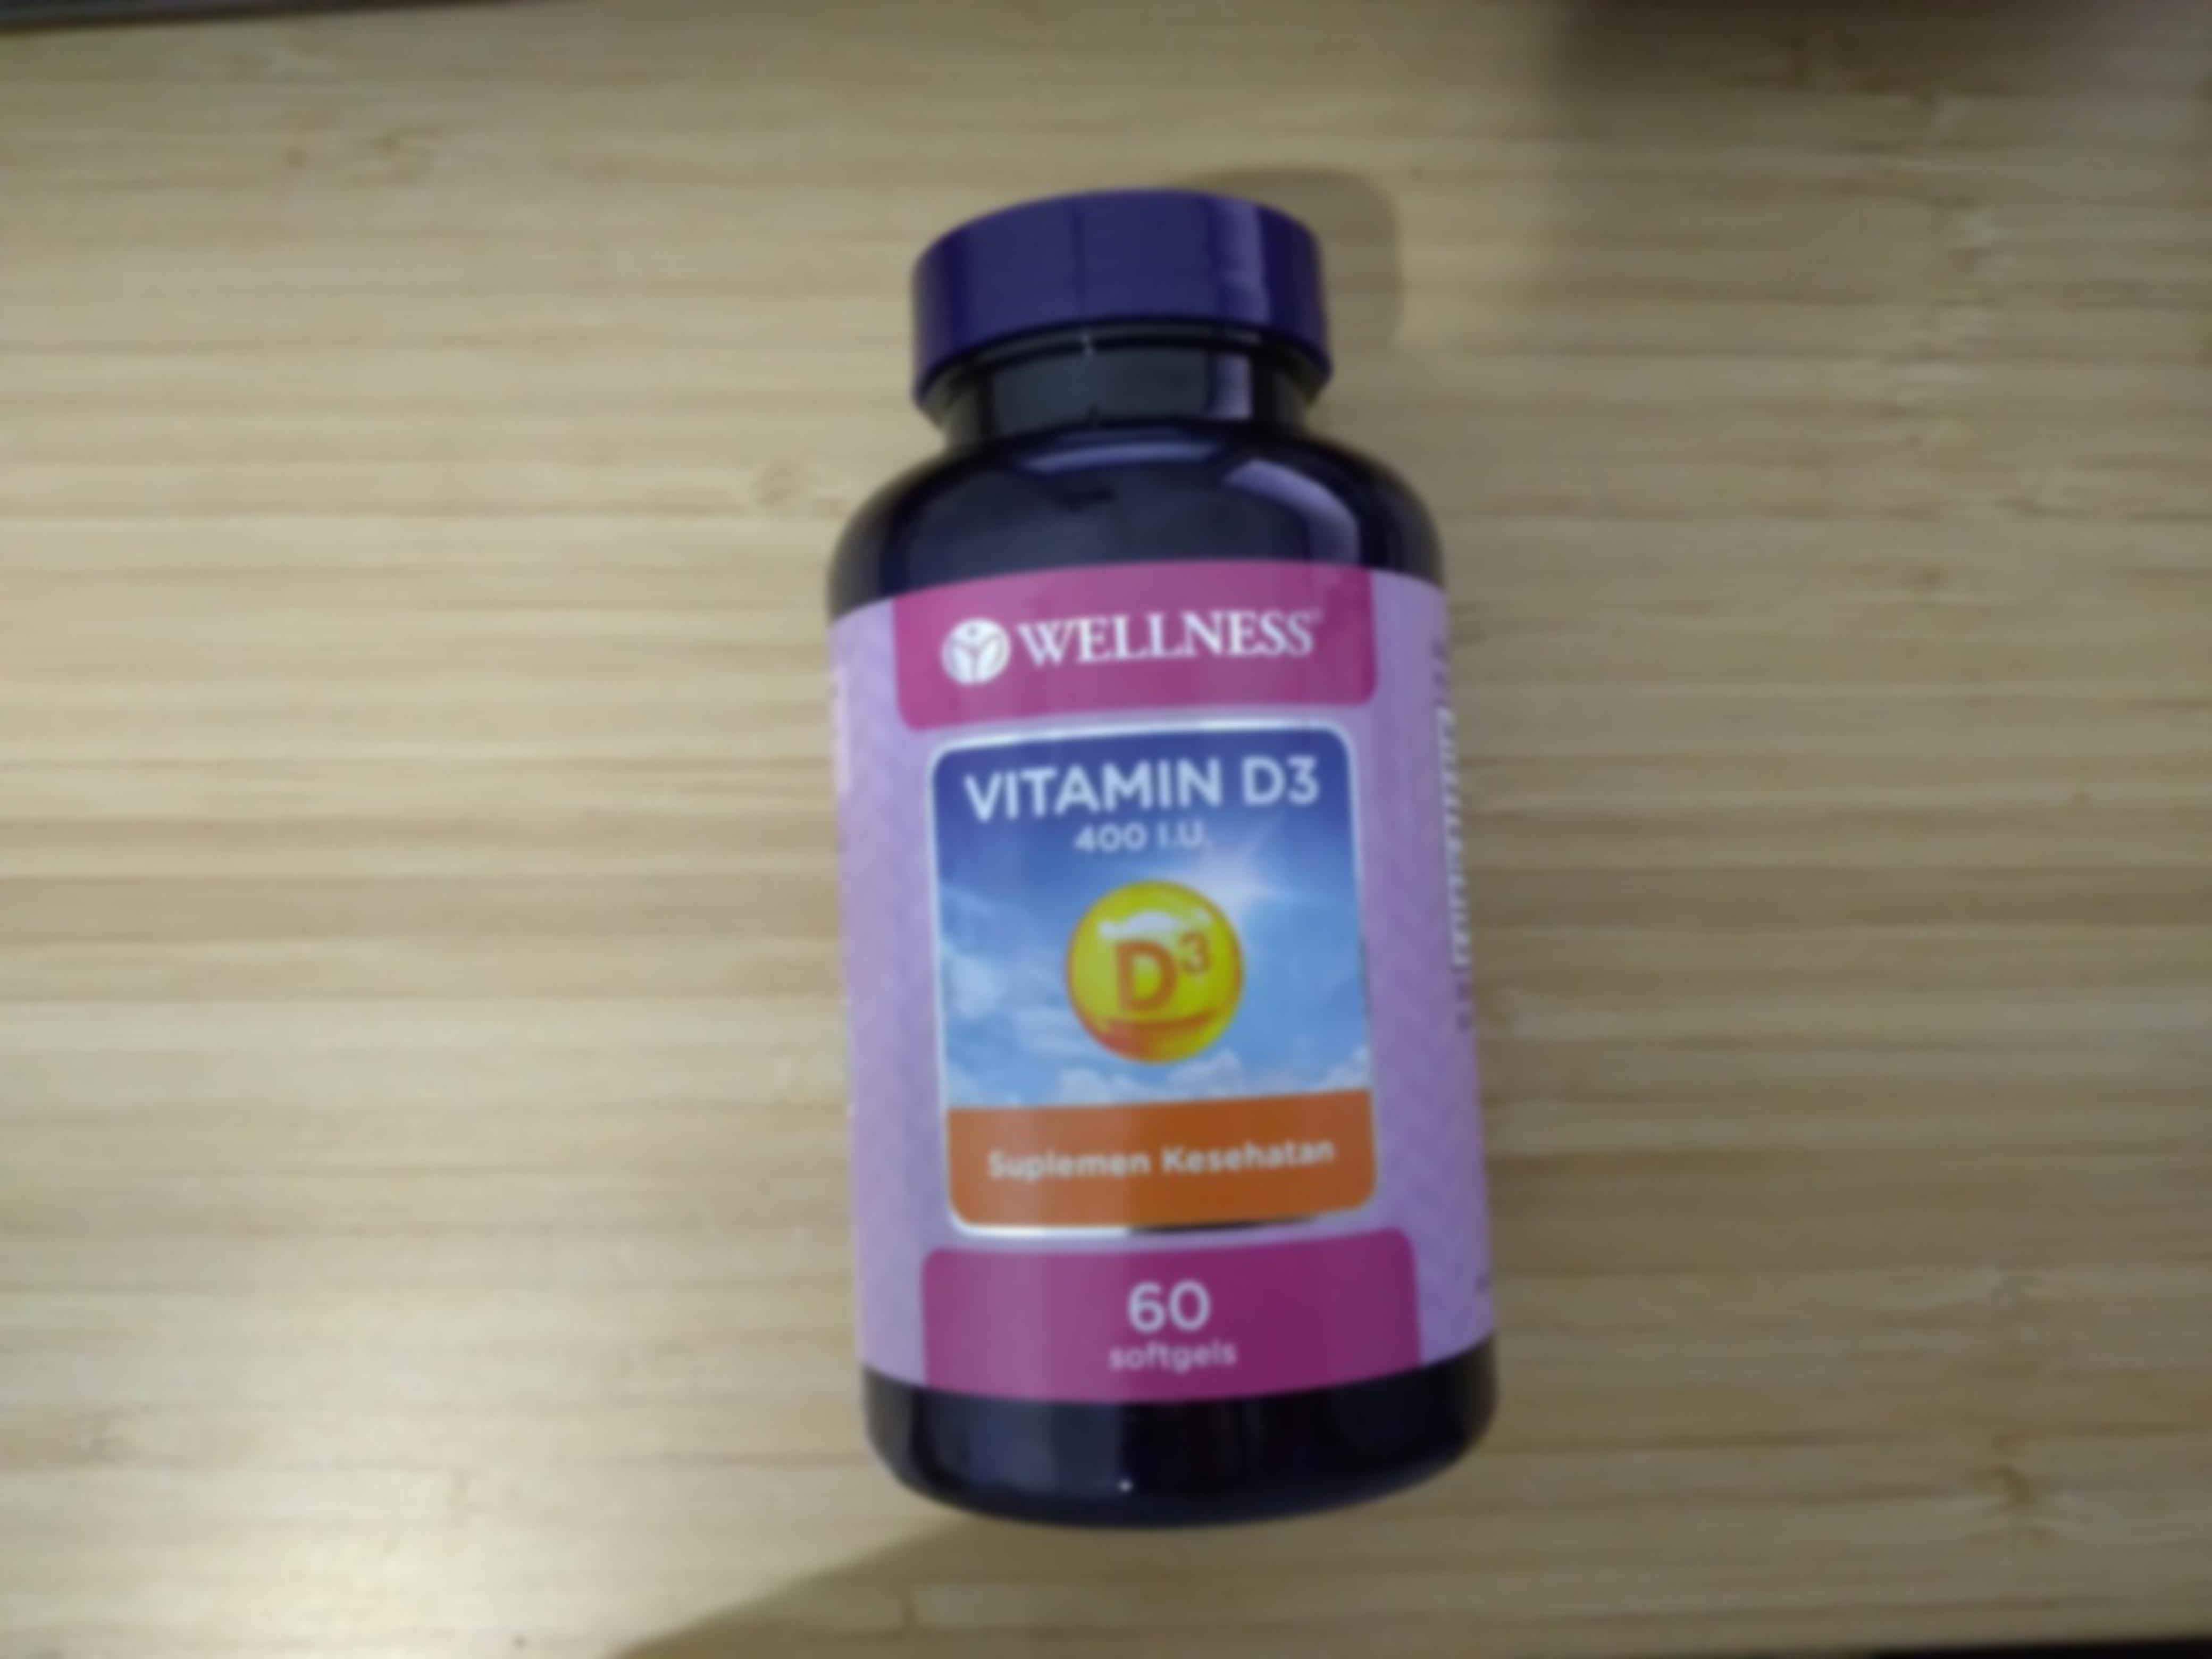 WELLNESS
VITAMIN D3
400 I.U.
D3
Suplemen Kesehatan
60
softgels